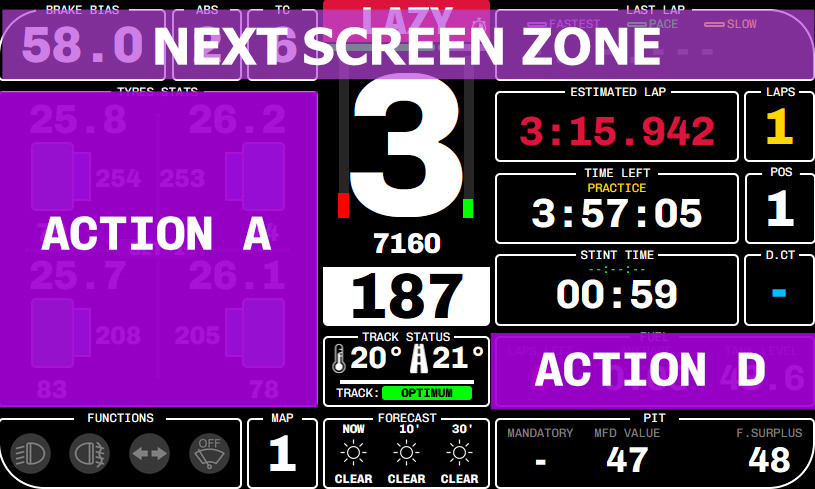 BRAKE BIAS ABS TC LAZY LAST LAP
FASTEST PACE SLOW
58.0 6
NEXT SCREEN ZONE
TYRES STATS
25.8 26.2
254 253
ACTION A
25.7 26.1
208 205
83 78
3
7160
187
ESTIMATED LAP
3:15.942
LAPS
1
TIME LEFT
PRACTICE
3:57:05
POS
1
STINT TIME
--:--:--
00:59
D.CT
-
TRACK STATUS
20° 21°
TRACK: OPTIMUM
FUEL
ACTION D
FUNCTIONS
OFF
MAP
1
FORECAST
NOW 10' 30'
CLEAR CLEAR CLEAR
PIT
MANDATORY MFD VALUE F.SURPLUS
- 47 48